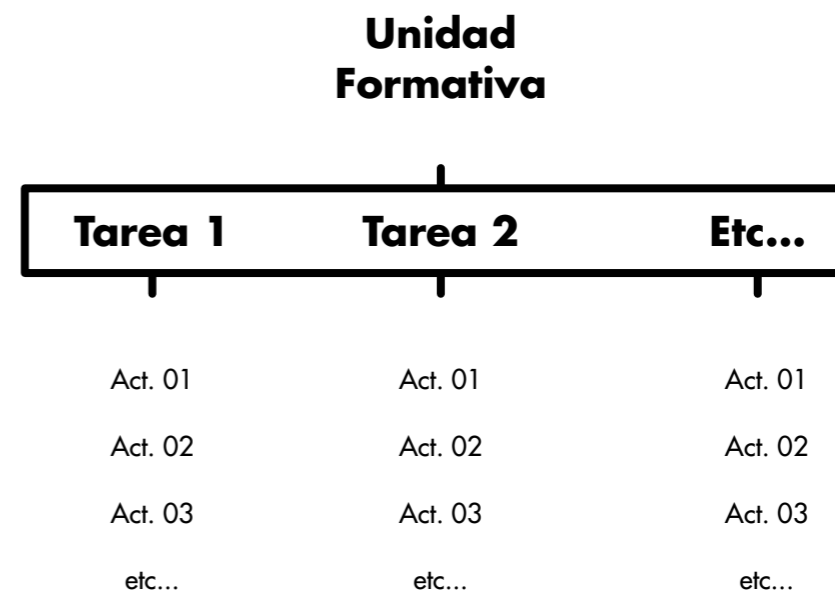 Unidad
Formativa
Tarea 1 Tarea 2 Etc...
Act. 01 Act. 01 Act. 01
Act. 02 Act. 02 Act. 02
Act. 03 Act. 03 Act. 03
etc... etc... etc...